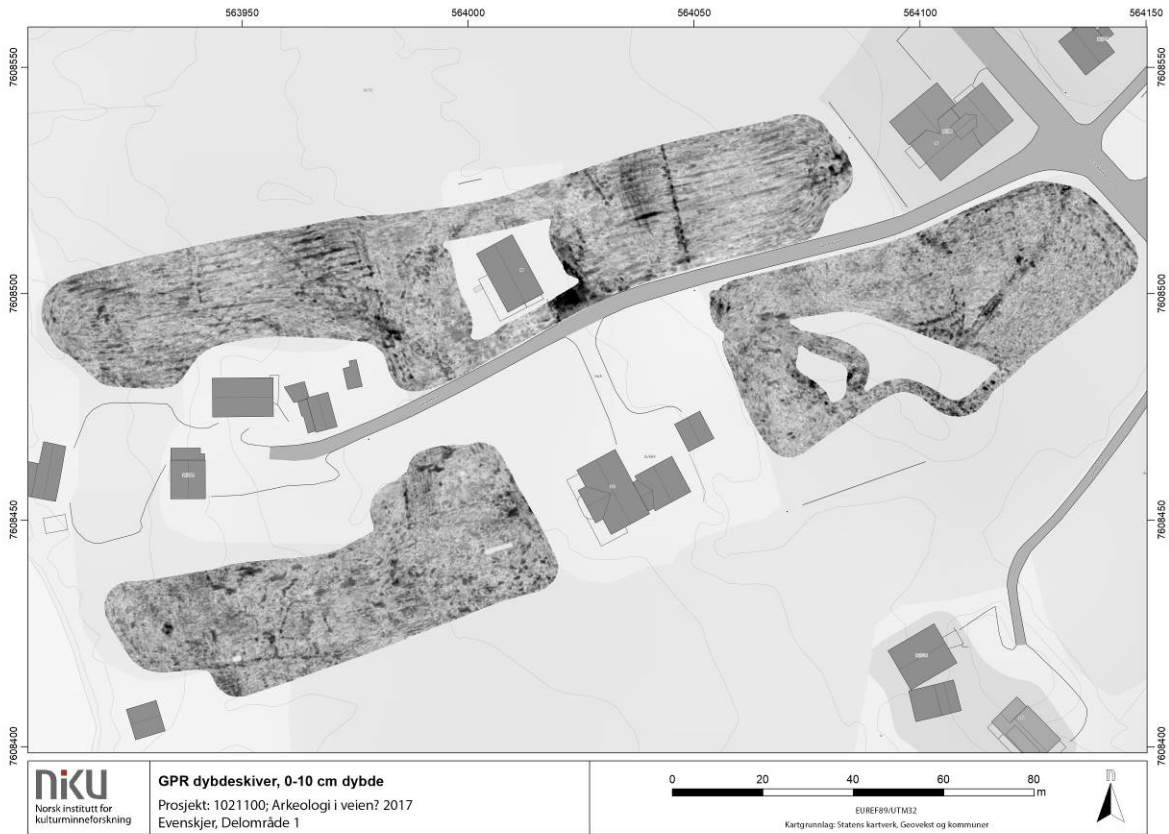 563950 564000 564050 564100 564150
7608550 7608550
7608500 7608500
7608450 7608450
7608400 7608400
niku
Norsk institutt for
kulturminneforskning
GPR dybdeskiver, 0-10 cm dybde
Prosjekt: 1021100; Arkeologi i veien? 2017
Evenskjer, Delområde 1
0 20 40 60 80
m
EUREF89/UTM32
Kartgrunnlag: Statens kartverk, Geovekst og kommuner
n